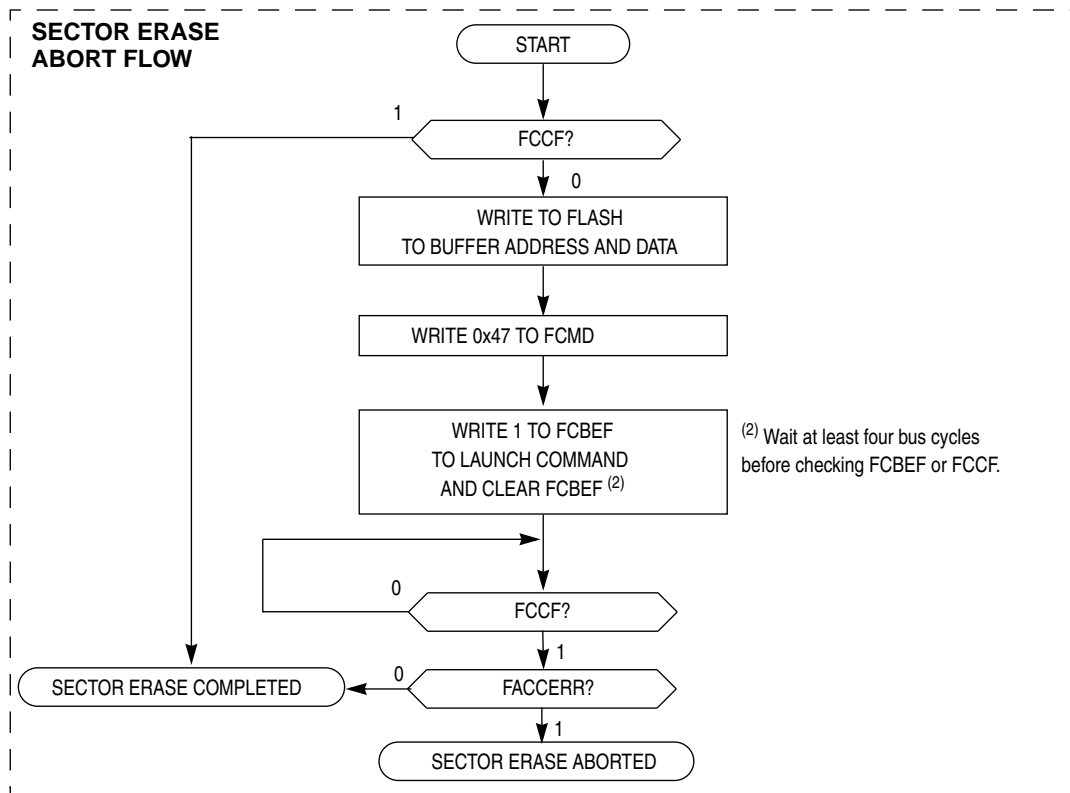 SECTOR ERASE
ABORT FLOW
START
1
FCCF?
0
WRITE TO FLASH
TO BUFFER ADDRESS AND DATA
WRITE 0x47 TO FCMD
WRITE 1 TO FCBEF
TO LAUNCH COMMAND
AND CLEAR FCBEF (2)
(2) Wait at least four bus cycles
before checking FCBEF or FCCF.
0
FCCF?
1
SECTOR ERASE COMPLETED
0
FACCERR?
1
SECTOR ERASE ABORTED